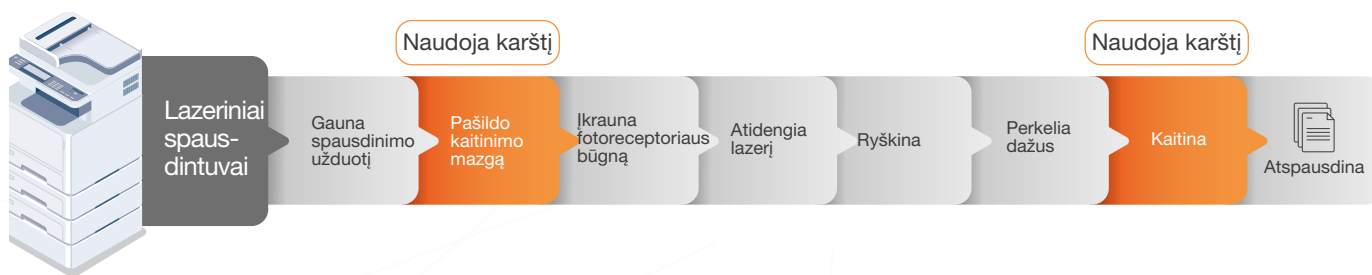 Naudoja karštį
Naudoja karštį
Lazeriniai
spaus-
dintuvai
Gauna
spausdinimo
užduotį
Pašildo
kaitinimo
mazgą
Įkrauna
fotoreceptoriaus
būgną
Atidengia
lazerį
Ryškina
Perkelia
dažus
Kaitina
Atspausdina